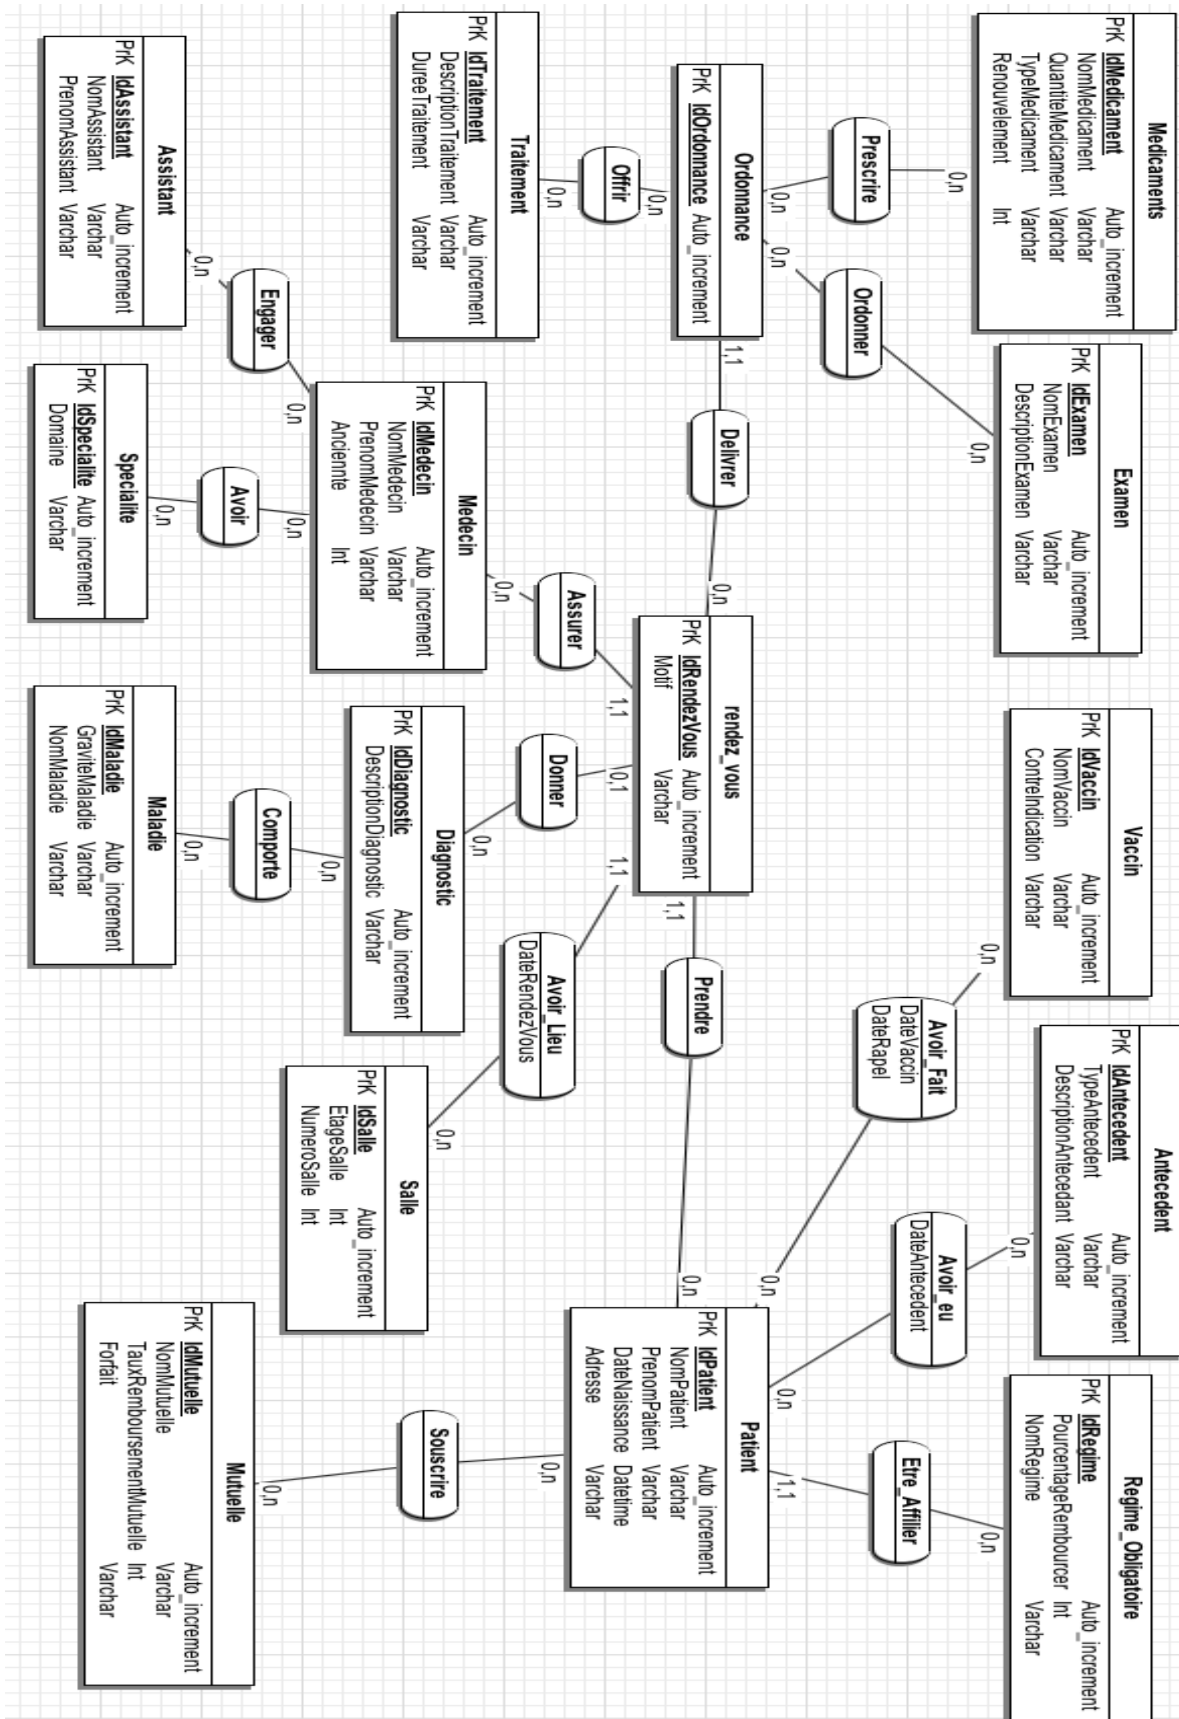 Medicaments
PrK IdMedicament Auto_increment
NomMedicament Varchar
QuantieMedicament Varchar
TypeMedicament Varchar
Renouvelement Int
0,n
Examen
PrK IdExamen Auto_increment
NomExamen Varchar
DescriptionExamen Varchar
0,n
Vaccin
PrK IdVaccin Auto_increment
NomVaccin Varchar
ContreIndication Varchar
0,n
Antecedent
PrK IdAntecedent Auto_increment
TypeAntecedent Varchar
DescriptionAntecedant Varchar
0,n
Regime_Obligatoire
PrK IdRegime Auto_increment
PourcentageRembourcer Int
NomRegime Varchar
0,n
Prescrire
Ordonner
Avoir_Fait
DateVaccin
DateRapel
Avoir_eu
DateAntecedent
Etre_Affilier
0,n
0,n
0,n
0,n
1,1
Ordonnance
PrK IdOrdonance Auto_increment
1,1
Delivrer
0,n
rendez_vous
PrK IdRendezVous Auto_increment
Motif Varchar
1,1
Prendre
0,n
Patient
PrK IdPatient Auto_increment
NomPatient Varchar
PrenomPatient Varchar
DateNaissance Datetime
Adresse Varchar
0,n
Offrir
0,n
1,1
0,1
1,1
0,n
Assurer
Donner
Avoir_Lieu
DateRendezVous
Traitement
PrK IdTraitement Auto_increment
DescriptionTraitement Varchar
DureeTraitement Varchar
0,n
Medecin
PrK IdMedecin Auto_increment
NomMedecin Varchar
PrenomMedecin Varchar
Anciennte Int
0,n
Diagnostic
PrK IdDiagnostic Auto_increment
DescriptionDiagnostic Varchar
0,n
Salle
PrK IdSalle Auto_increment
EtageSalle Int
NumeroSalle Int
Souscrire
0,n
0,n
0,n
0,n
Engager
Avoir
Comporte
0,n
0,n
0,n
0,n
Assistant
PrK IdAssistant Auto_increment
NomAssistant Varchar
PrenomAssistant Varchar
Specialite
PrK IdSpecialite Auto_increment
Domaine Varchar
Maladie
PrK IdMaladie Auto_increment
GraviteMaladie Varchar
NomMaladie Varchar
Mutuelle
PrK IdMutuelle Auto_increment
NomMutuelle Varchar
TauxRemboursementMutuelle Int
Forfait Varchar